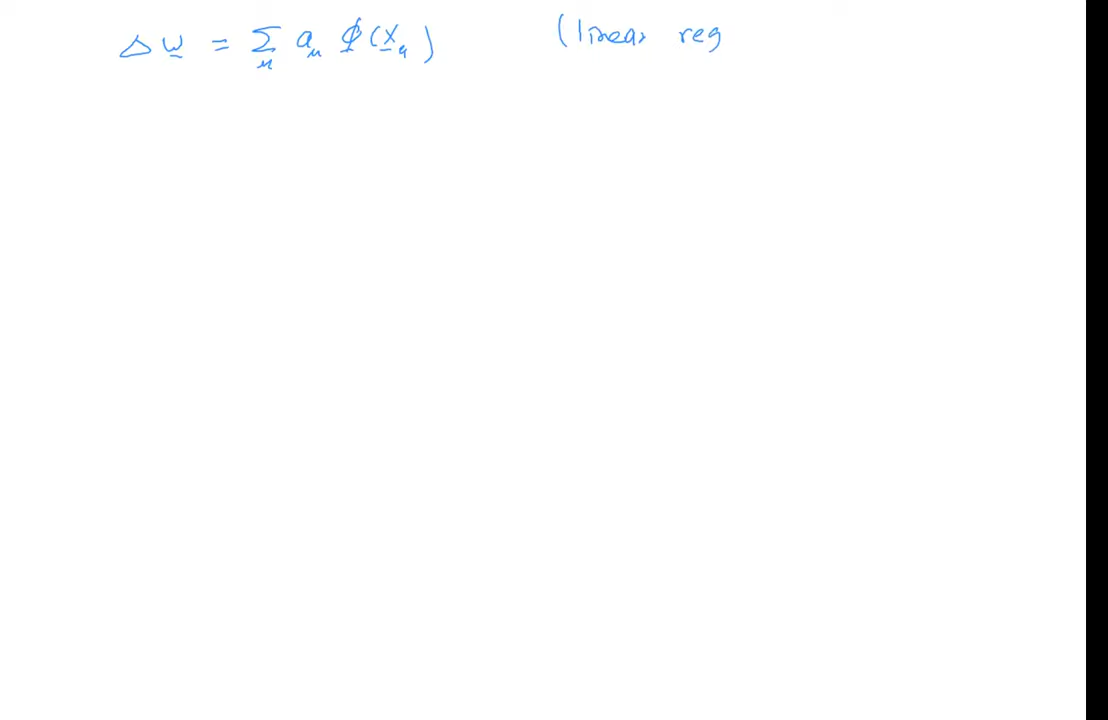 Δw = Σ_μ a_μ Φ(x_μ) (linear reg